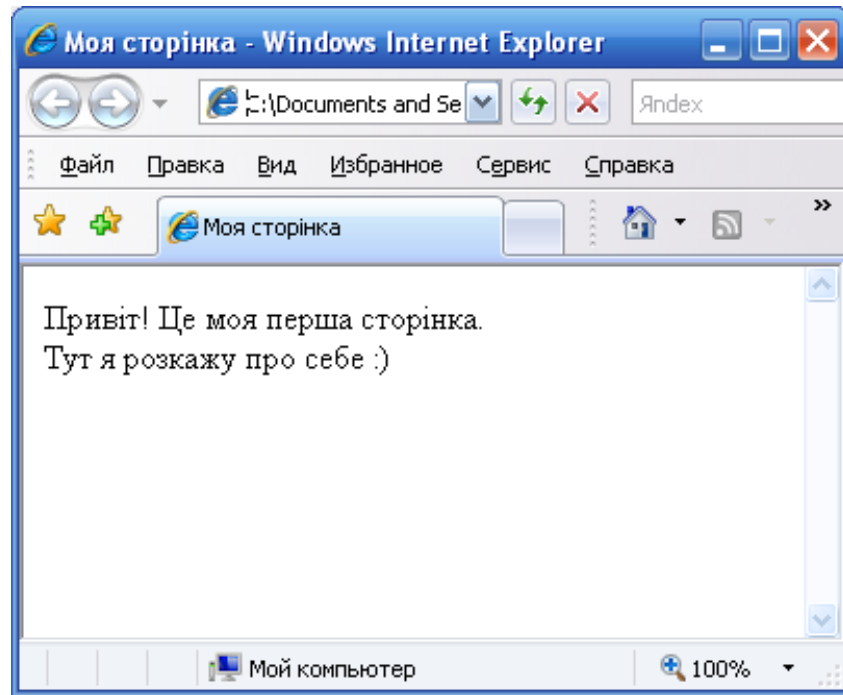 Моя сторінка - Windows Internet Explorer
:\Documents and Se Яndex
Файл Правка Вид Избранное Сервис Справка
Моя сторінка »
Привіт! Це моя перша сторінка.
Тут я розкажу про себе :)
Мой компьютер 100%